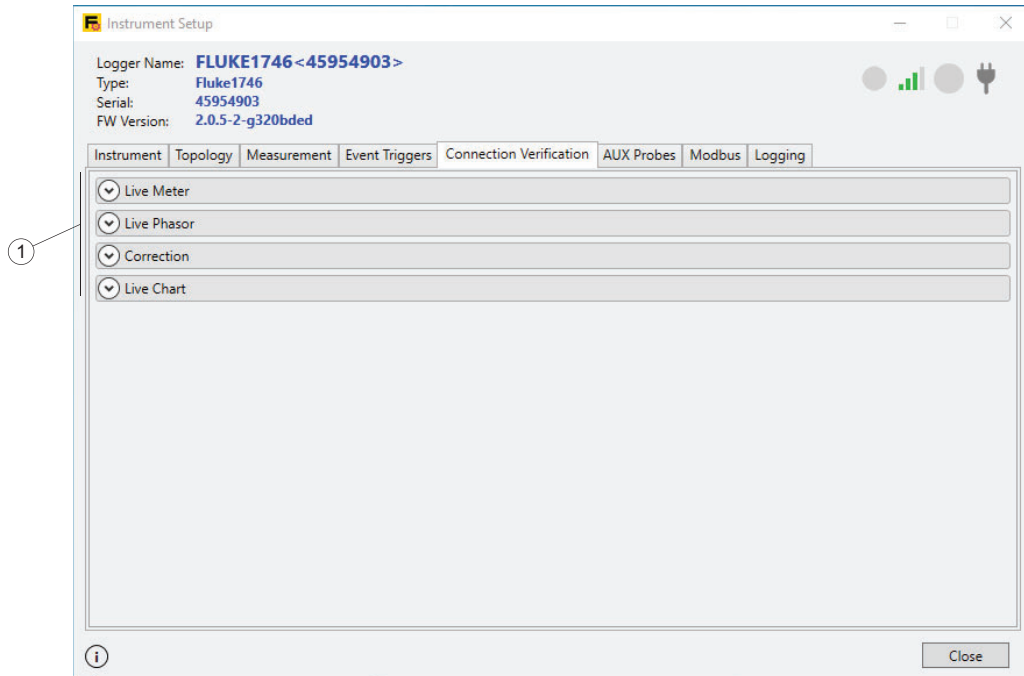 Instrument Setup
Logger Name: FLUKE1746<45954903>
Type: Fluke1746
Serial: 45954903
FW Version: 2.0.5-2-g320bded
Instrument Topology Measurement Event Triggers Connection Verification AUX Probes Modbus Logging
Live Meter
Live Phasor
1
Correction
Live Chart
Close